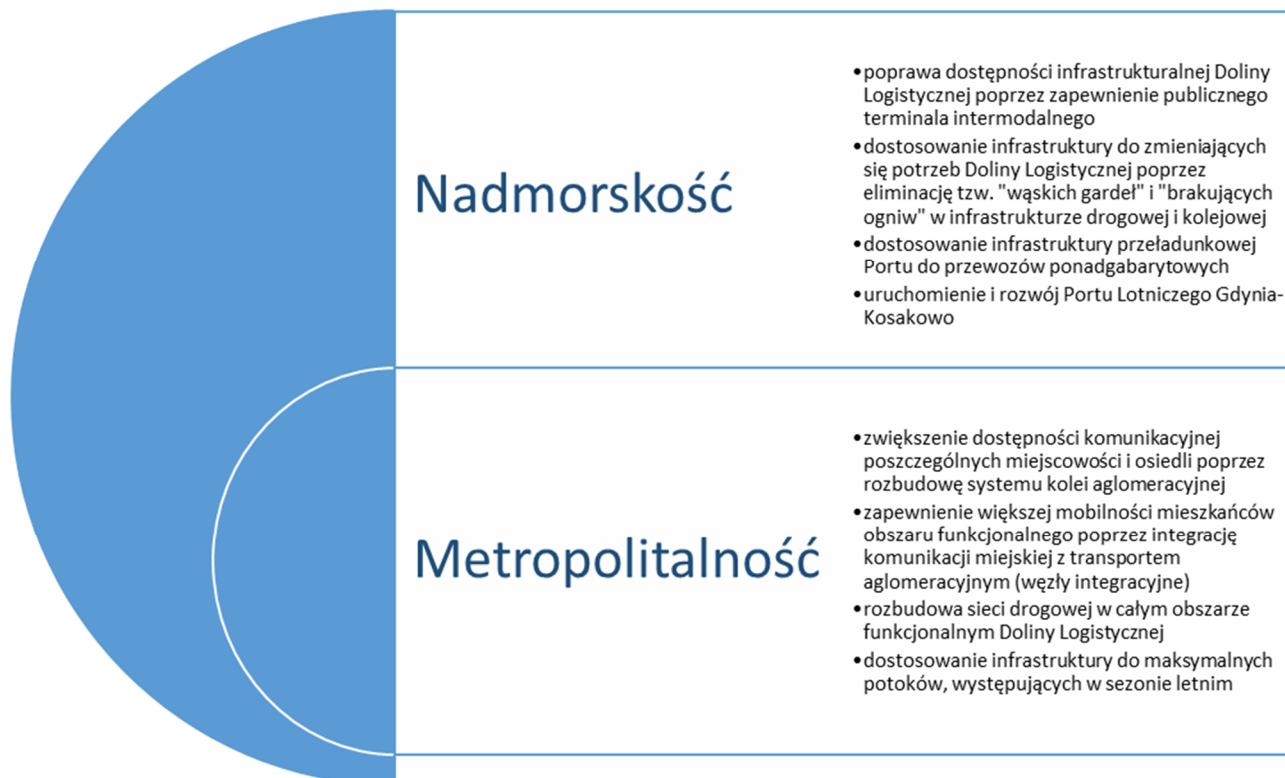 Nadmorskość
•poprawa dostępności infrastrukturalnej Doliny
Logistycznej poprzez zapewnienie publicznego
terminala intermodalnego
•dostosowanie infrastruktury do zmieniających
się potrzeb Doliny Logistycznej poprzez
eliminację tzw. "wąskich gardeł" i "brakujących
ogniw" w infrastrukturze drogowej i kolejowej
•dostosowanie infrastruktury przeładunkowej
Portu do przewozów ponadgabarytowych
•uruchomienie i rozwój Portu Lotniczego Gdynia-
Kosakowo
Metropolitalność
•zwiększenie dostępności komunikacyjnej
poszczególnych miejscowości i osiedli poprzez
rozbudowę systemu kolei aglomeracyjnej
•zapewnienie większej mobilności mieszkańców
obszaru funkcjonalnego poprzez integrację
komunikacji miejskiej z transportem
aglomeracyjnym (węzły integracyjne)
•rozbudowa sieci drogowej w całym obszarze
funkcjonalnym Doliny Logistycznej
•dostosowanie infrastruktury do maksymalnych
potoków, występujących w sezonie letnim